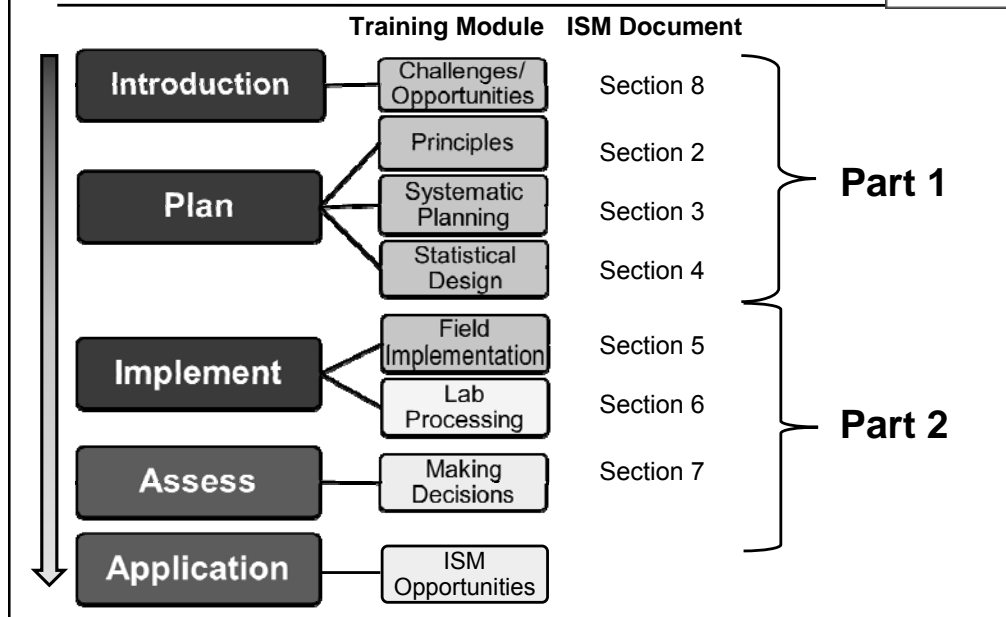 Training Module ISM Document
Introduction
Challenges/
Opportunities
Section 8
Plan
Principles
Section 2
Systematic
Planning
Section 3
Statistical
Design
Section 4
Part 1
Implement
Field
Implementation
Section 5
Lab
Processing
Section 6
Part 2
Assess
Making
Decisions
Section 7
Application
ISM
Opportunities